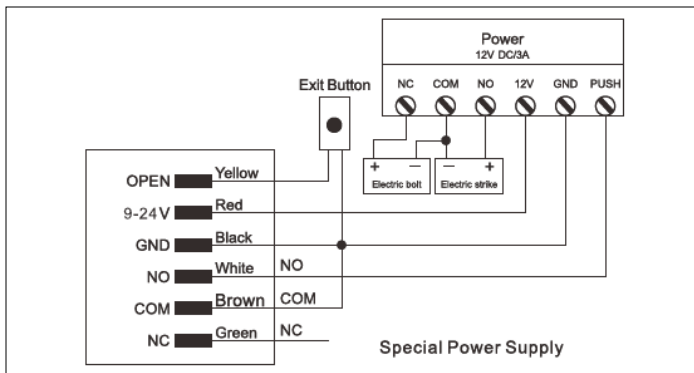 Power
12V DC/3A
NC COM NO 12V GND PUSH
Exit Button
+ — — +
Electric bolt Electric strike
OPEN Yellow
9-24V Red
GND Black
NO White NO
COM Brown COM
NC Green NC
Special Power Supply